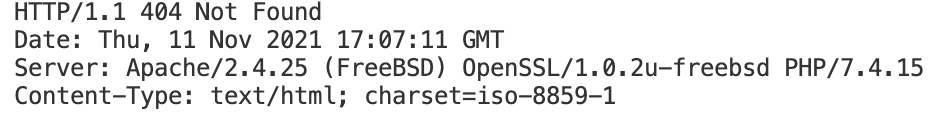 HTTP/1.1 404 Not Found
Date: Thu, 11 Nov 2021 17:07:11 GMT
Server: Apache/2.4.25 (FreeBSD) OpenSSL/1.0.2u-freebsd PHP/7.4.15
Content-Type: text/html; charset=iso-8859-1